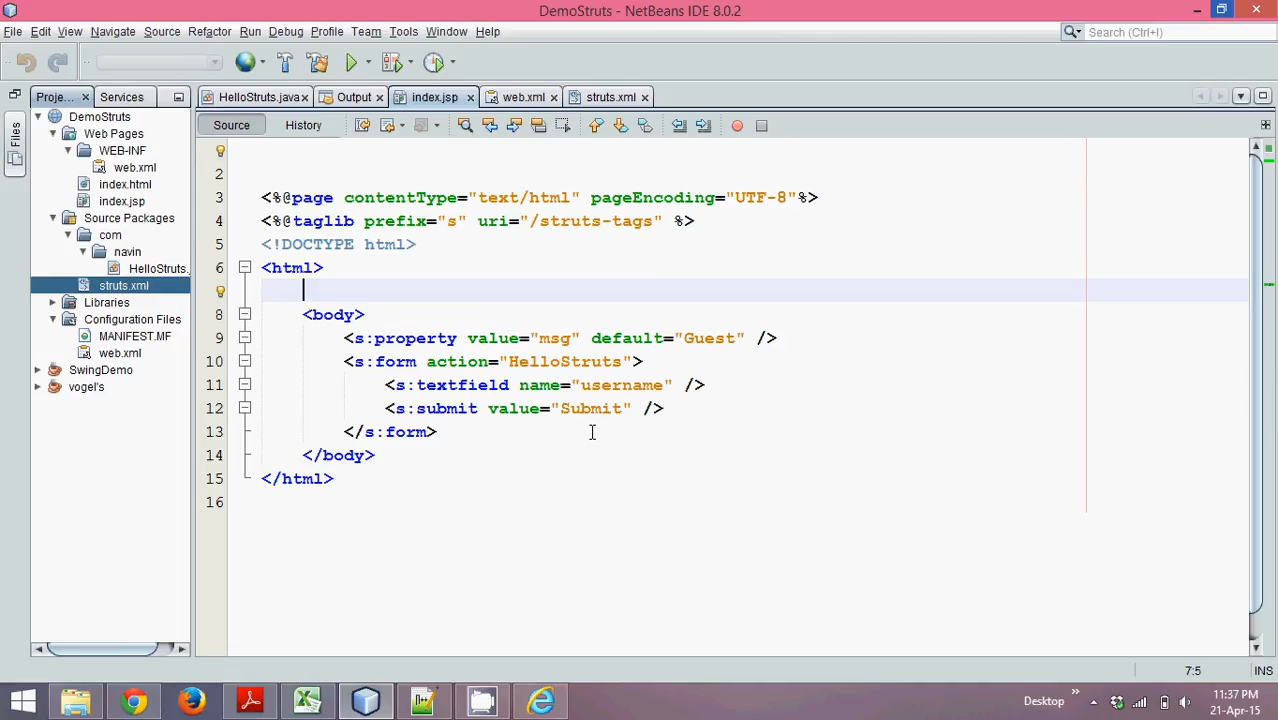 DemoStruts - NetBeans IDE 8.0.2
File Edit View Navigate Source Refactor Run Debug Profile Team Tools Window Help
Search (Ctrl+I)
Proje... Services
HelloStruts.java Output index.jsp web.xml struts.xml
Files
Source History
DemoStruts
Web Pages
WEB-INF
web.xml
index.html
index.jsp
Source Packages
com
navin
HelloStruts.
struts.xml
Libraries
Configuration Files
MANIFEST.MF
web.xml
SwingDemo
vogel's
2
3 <%@page contentType="text/html" pageEncoding="UTF-8"%>
4 <%@taglib prefix="s" uri="/struts-tags" %>
5 <!DOCTYPE html>
6 <html>
8 <body>
9 <s:property value="msg" default="Guest" />
10 <s:form action="HelloStruts">
11 <s:textfield name="username" />
12 <s:submit value="Submit" />
13 </s:form>
14 </body>
15 </html>
16
7:5 INS
Desktop
11:37 PM
21-Apr-15